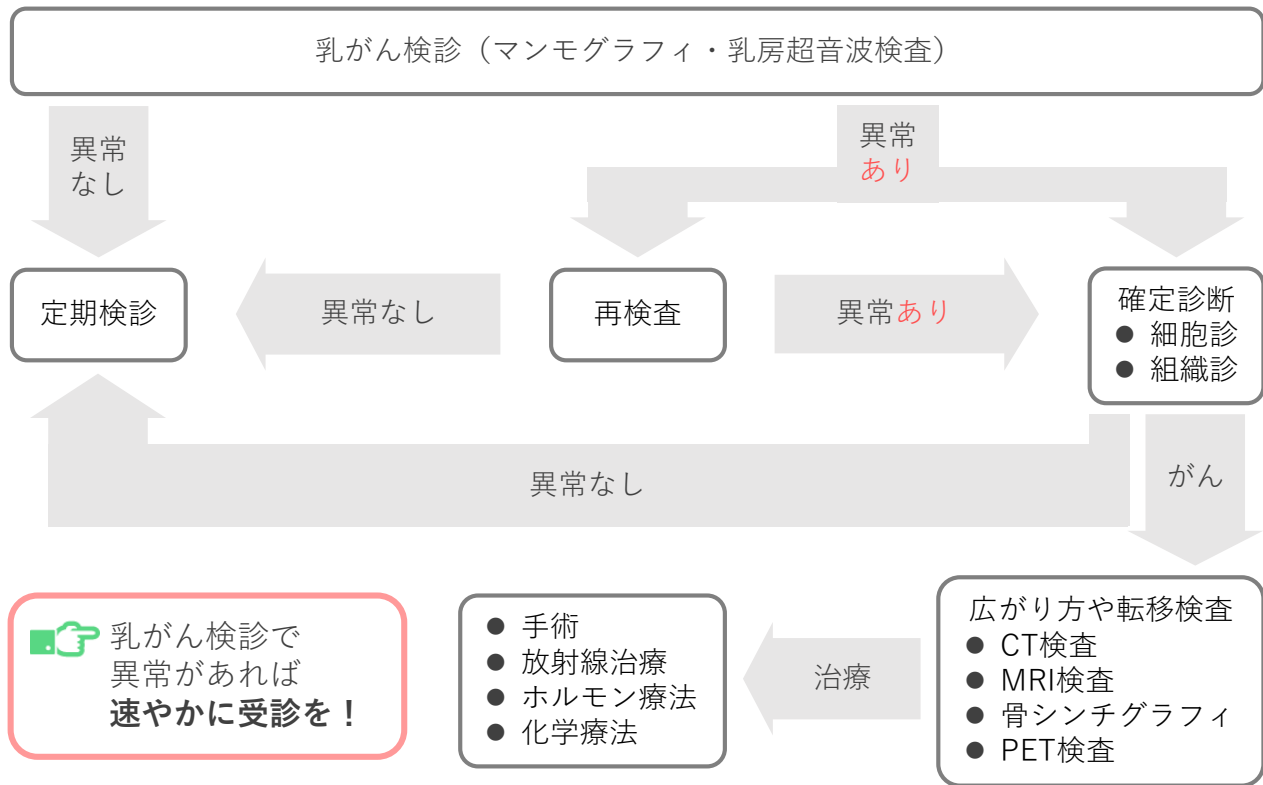 乳がん検診（マンモグラフィ・乳房超音波検査）
異常
なし
異常
あり
定期検診
異常なし
再検査
異常あり
確定診断
● 細胞診
● 組織診
異常なし
がん
乳がん検診で
異常があれば
速やかに受診を！
● 手術
● 放射線治療
● ホルモン療法
● 化学療法
治療
広がり方や転移検査
● CT検査
● MRI検査
● 骨シンチグラフィ
● PET検査